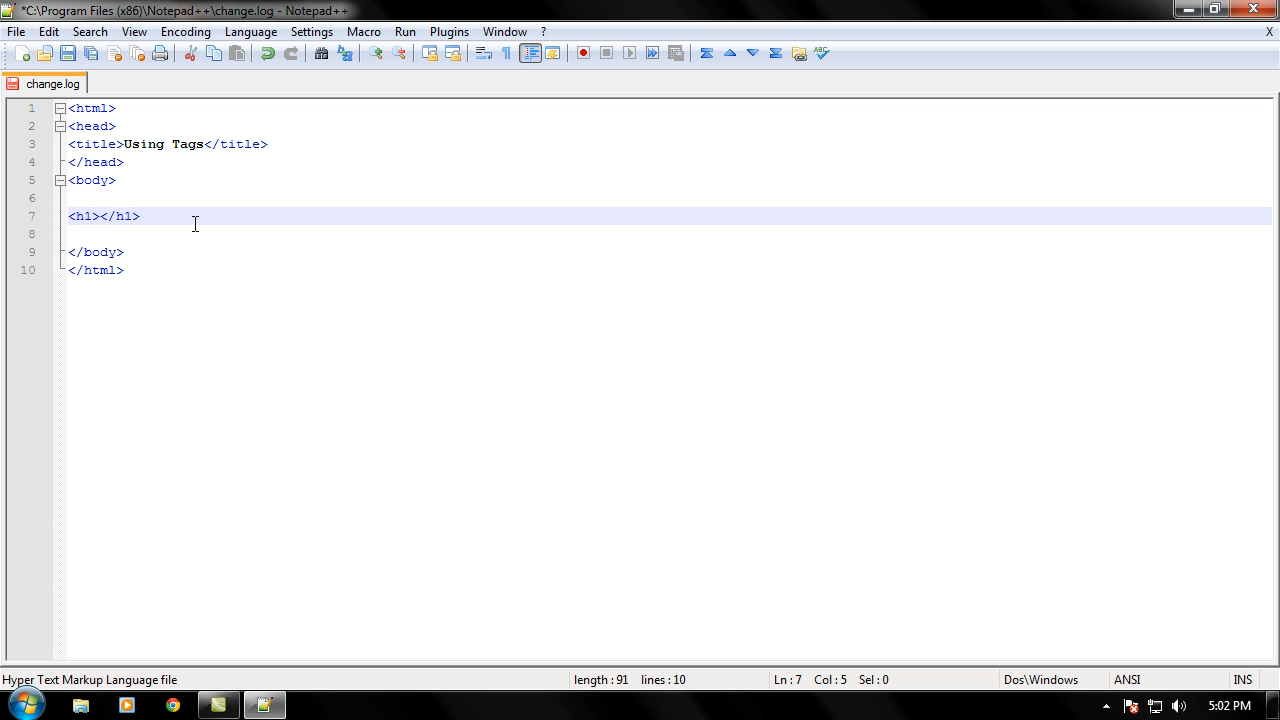 *C:\Program Files (x86)\Notepad++\change.log - Notepad++
File Edit Search View Encoding Language Settings Macro Run Plugins Window ? X
change.log
1 <html>
2 <head>
3 <title>Using Tags</title>
4 </head>
5 <body>
6
7 <h1></h1>
8
9 </body>
10 </html>
Hyper Text Markup Language file length : 91 lines : 10 Ln : 7 Col : 5 Sel : 0 Dos\Windows ANSI INS
5:02 PM